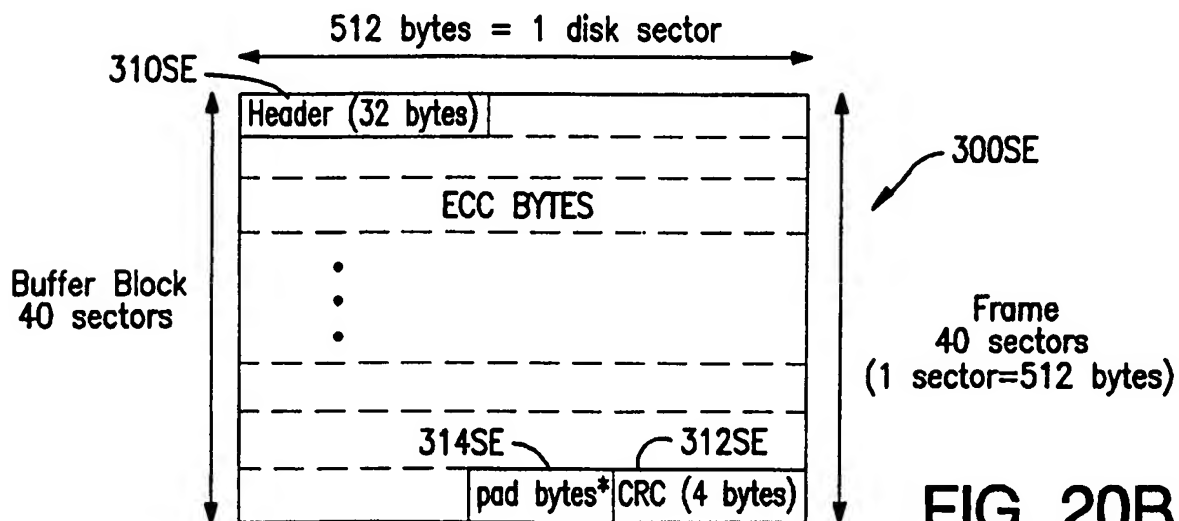 512 bytes = 1 disk sector
310SE
Header (32 bytes)
300SE
ECC BYTES
Buffer Block
40 sectors
Frame
40 sectors
(1 sector=512 bytes)
314SE
312SE
pad bytes*
CRC (4 bytes)
FIG. 20B